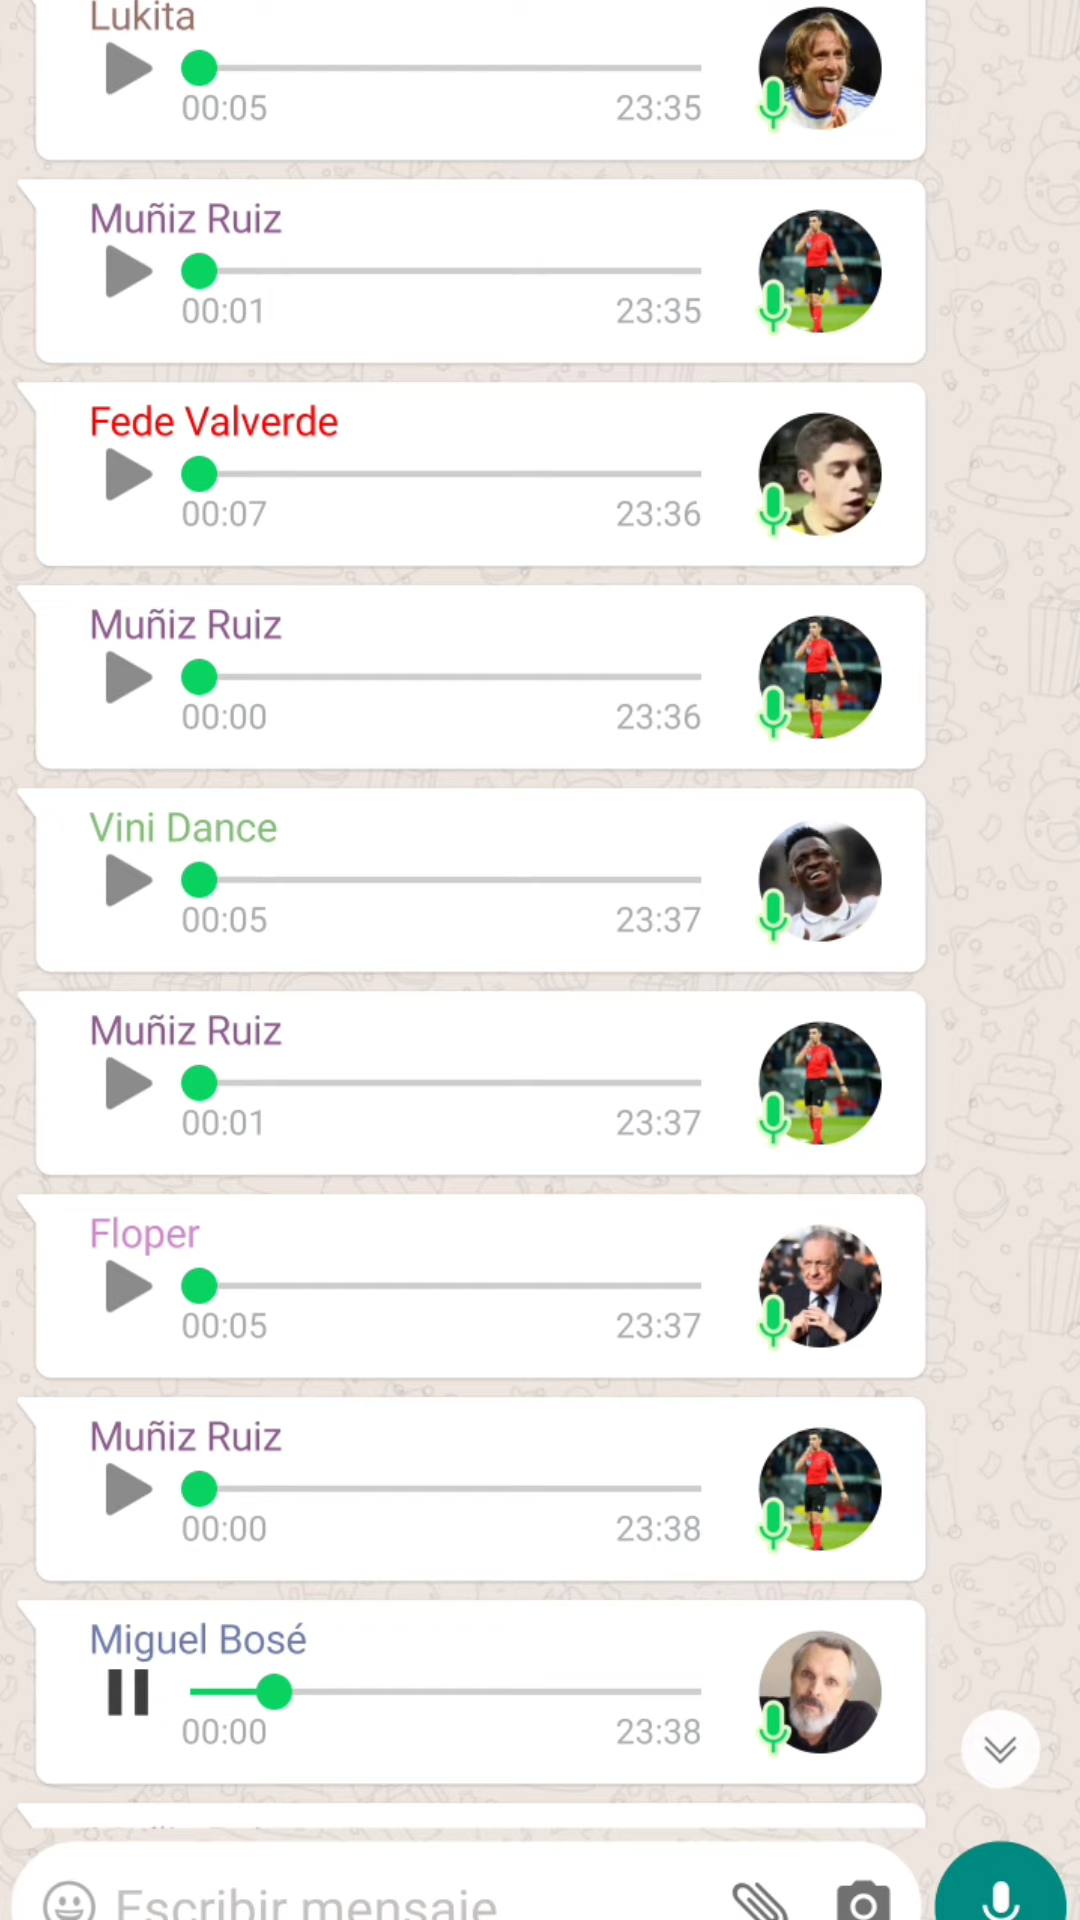 Lukita
00:05 23:35
Muñiz Ruiz
00:01 23:35
Fede Valverde
00:07 23:36
Muñiz Ruiz
00:00 23:36
Vini Dance
00:05 23:37
Muñiz Ruiz
00:01 23:37
Floper
00:05 23:37
Muñiz Ruiz
00:00 23:38
Miguel Bosé
00:00 23:38
Escribir mensaje